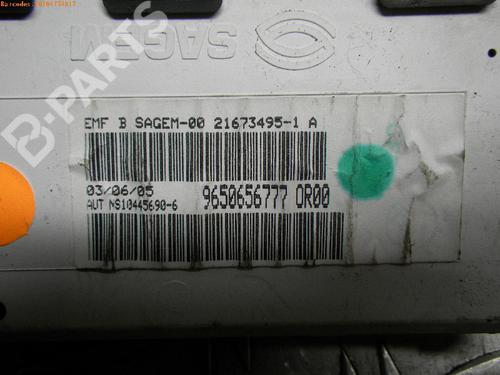 SAGEM
B-PARTS
EMF B SAGEM-00 21673495-1 A
03/06/05
9650656777 0R00
AUT NS10445690-6